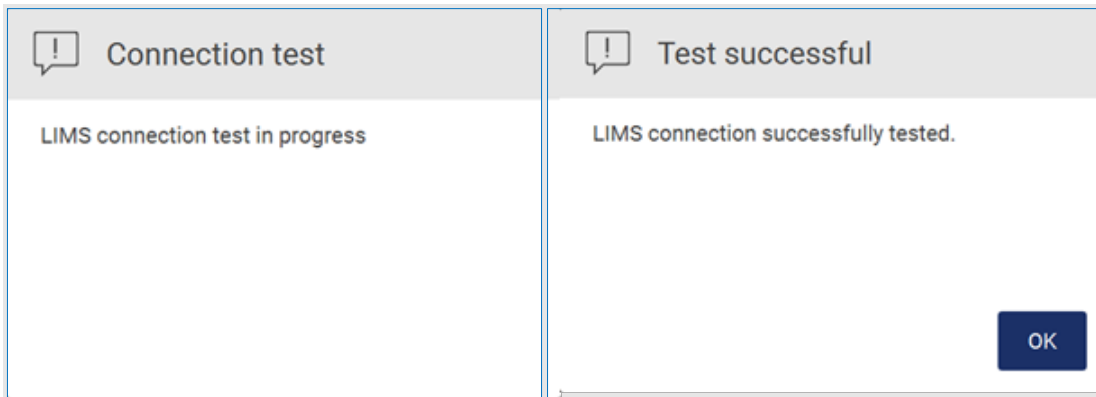 Connection test
LIMS connection test in progress
Test successful
LIMS connection successfully tested.
OK